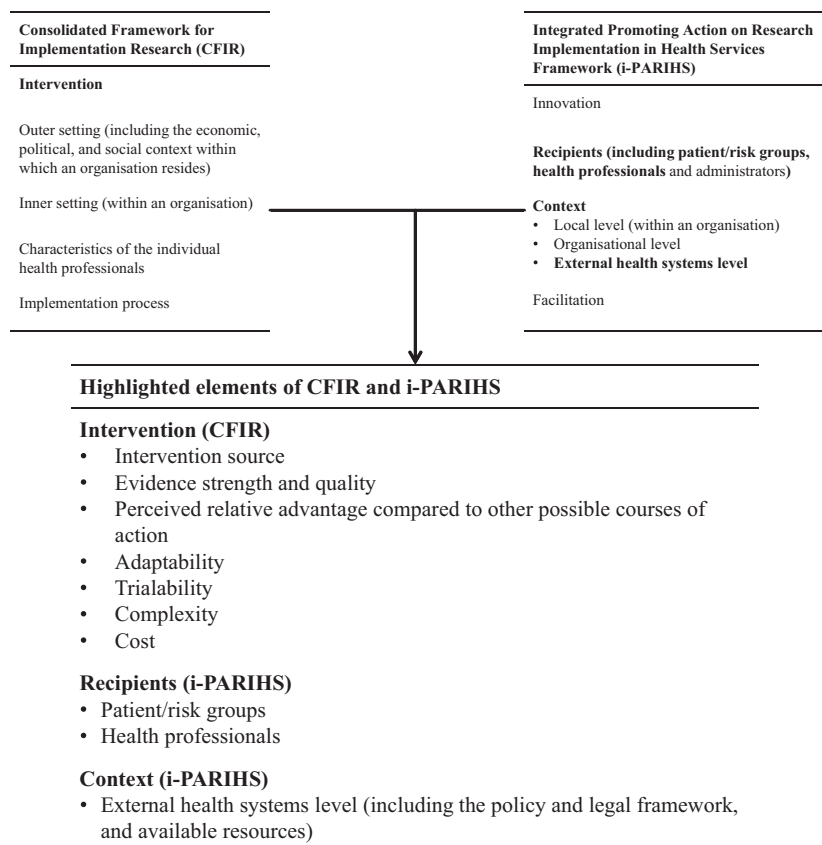 Consolidated Framework for
Implementation Research (CFIR)
Intervention
Outer setting (including the economic,
political, and social context within
which an organisation resides)
Inner setting (within an organisation)
Characteristics of the individual
health professionals
Implementation process
Integrated Promoting Action on Research
Implementation in Health Services
Framework (i-PARIHS)
Innovation
Recipients (including patient/risk groups,
health professionals and administrators)
Context
• Local level (within an organisation)
• Organisational level
• External health systems level
Facilitation
Highlighted elements of CFIR and i-PARIHS
Intervention (CFIR)
• Intervention source
• Evidence strength and quality
• Perceived relative advantage compared to other possible courses of
action
• Adaptability
• Trialability
• Complexity
• Cost
Recipients (i-PARIHS)
• Patient/risk groups
• Health professionals
Context (i-PARIHS)
• External health systems level (including the policy and legal framework,
and available resources)